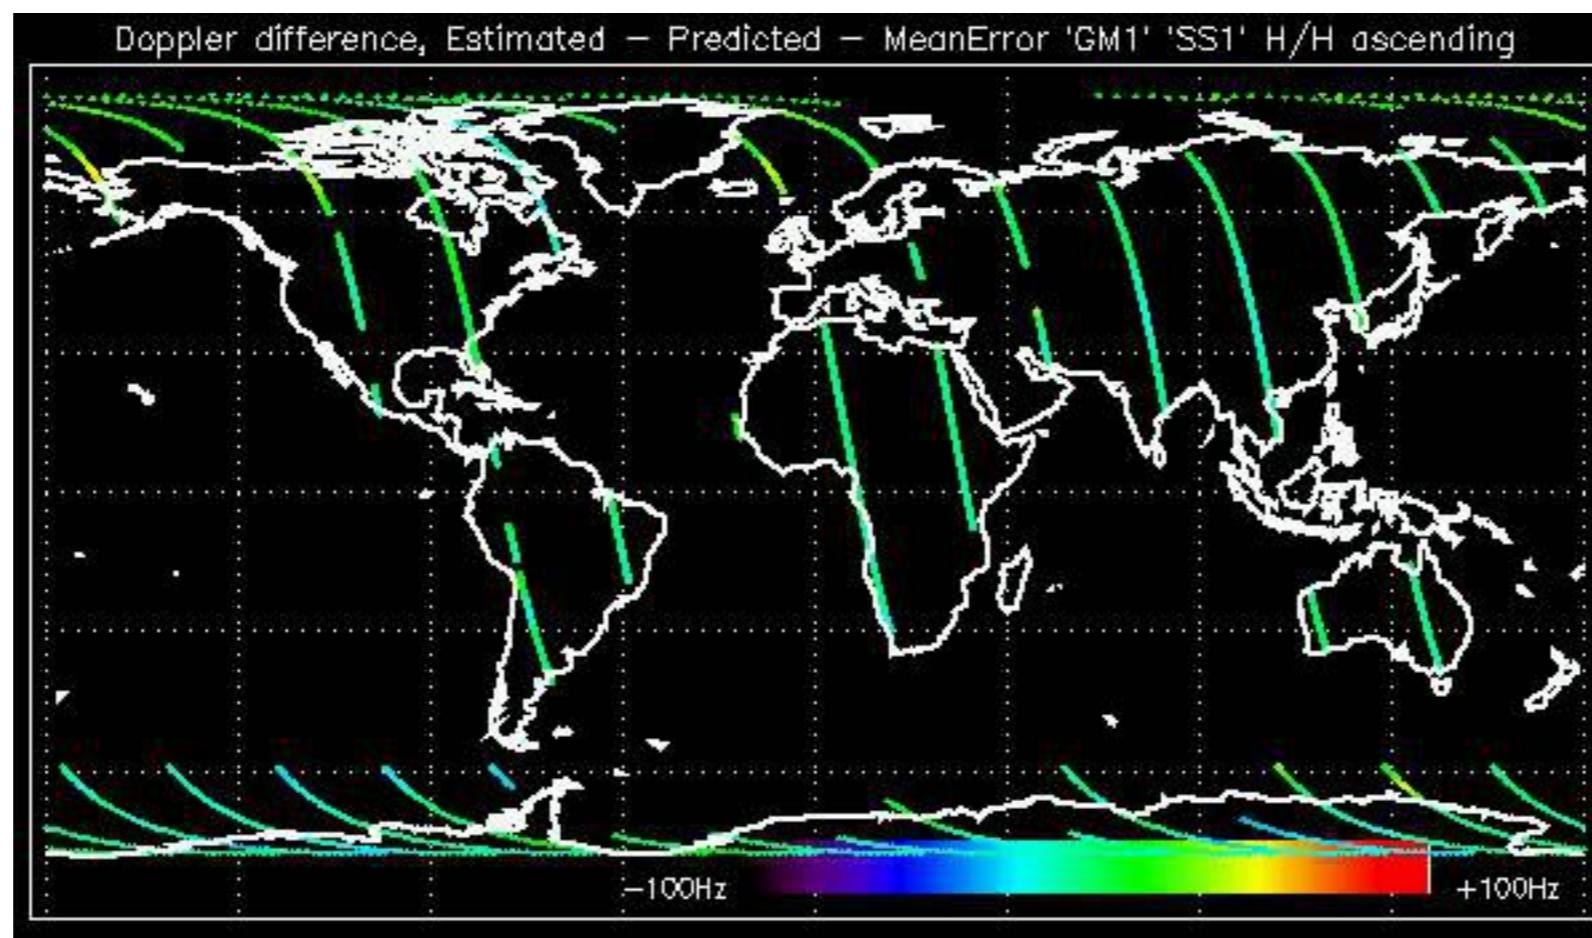 Doppler difference, Estimated — Predicted — MeanError 'GM1' 'SS1' H/H ascending
—100Hz
+100Hz